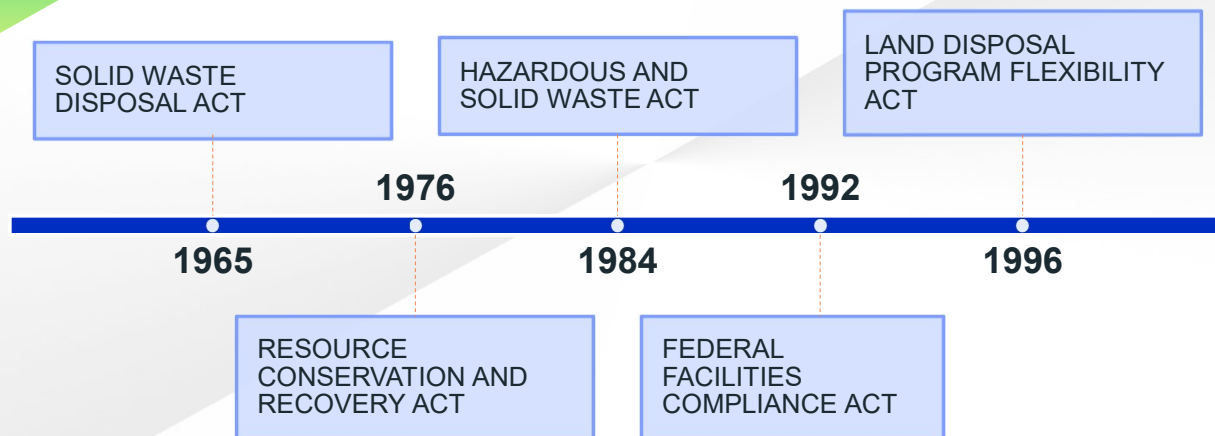 SOLID WASTE
DISPOSAL ACT
HAZARDOUS AND
SOLID WASTE ACT
LAND DISPOSAL
PROGRAM FLEXIBILITY
ACT
1976
1992
1965
1984
1996
RESOURCE
CONSERVATION AND
RECOVERY ACT
FEDERAL
FACILITIES
COMPLIANCE ACT